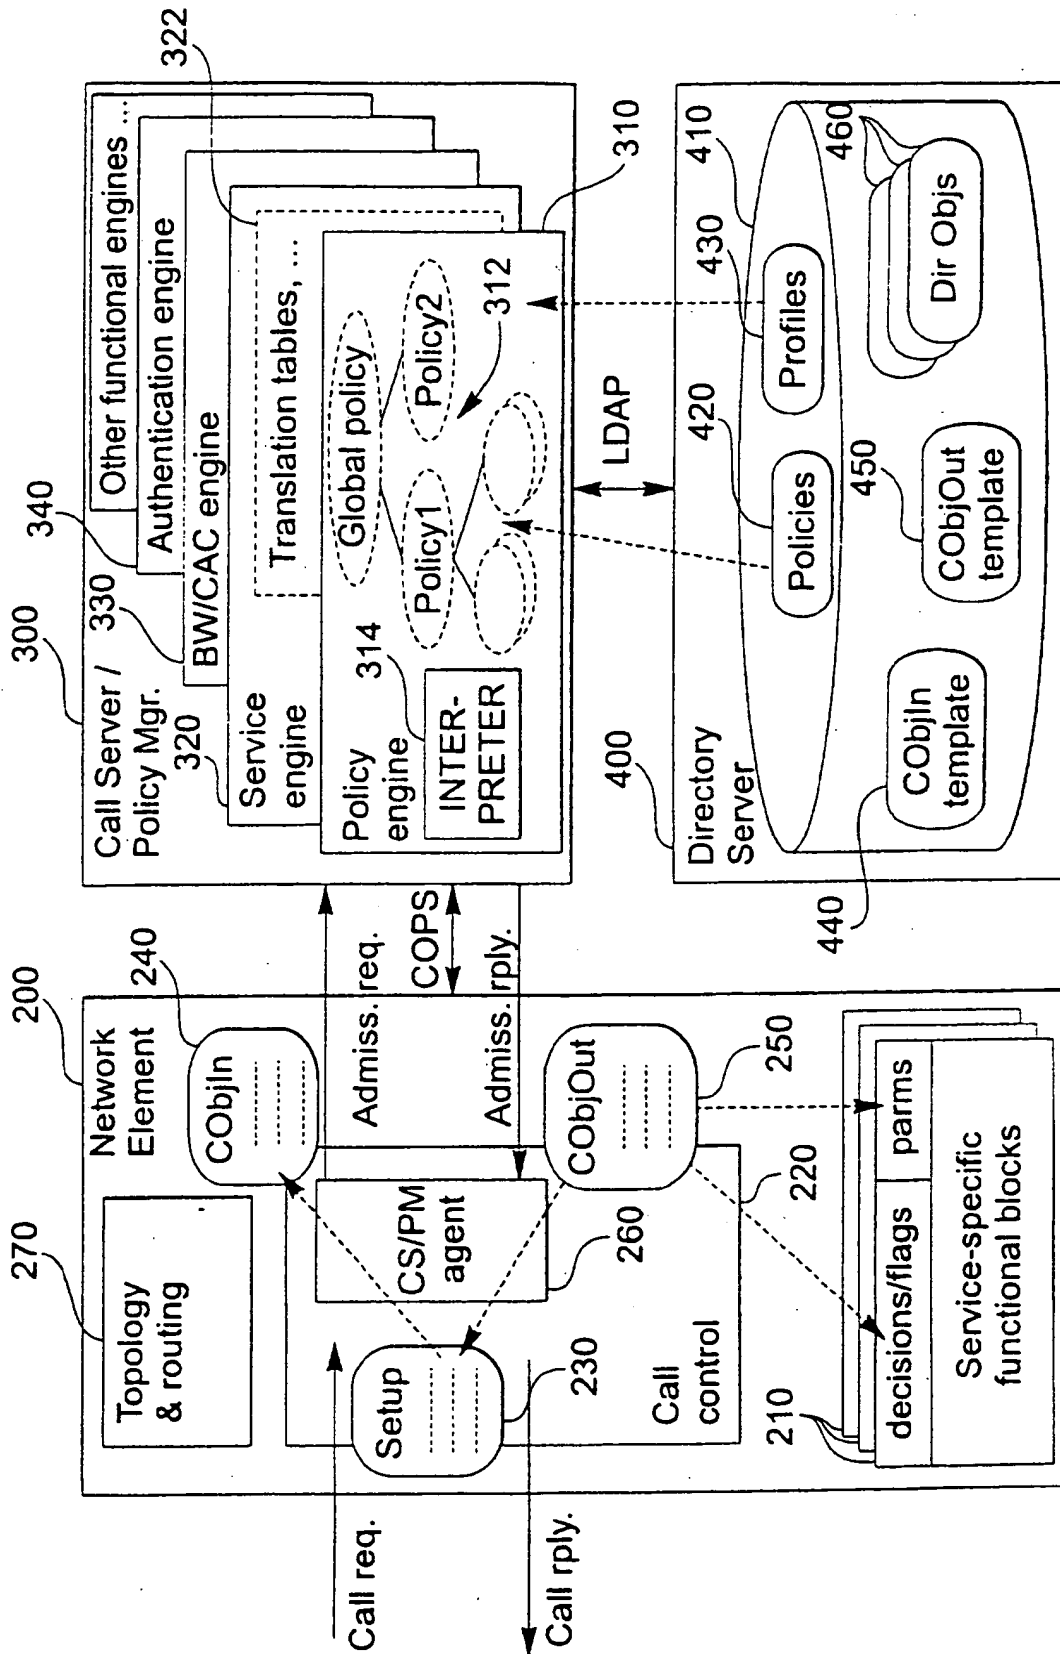 200
Network
Element
270
Topology
& routing
240
CObjIn
Call req.
Call rply.
Setup
230
CS/PM
agent
260
Call
control
220
CObjOut
250
210
decisions/flags
parms
Service-specific
functional blocks
Admiss. req.
COPS
Admiss. rply.
300
Call Server /
Policy Mgr.
320
330
340
Other functional engines ...
Authentication engine
BW/CAC engine
Service
engine
Translation tables, ...
322
Policy
engine
314
INTER-
PRETER
Global policy
Policy1
Policy2
312
310
LDAP
400
Directory
Server
420
430
410
Policies
Profiles
440
CObjIn
template
450
CObjOut
template
460
Dir Objs